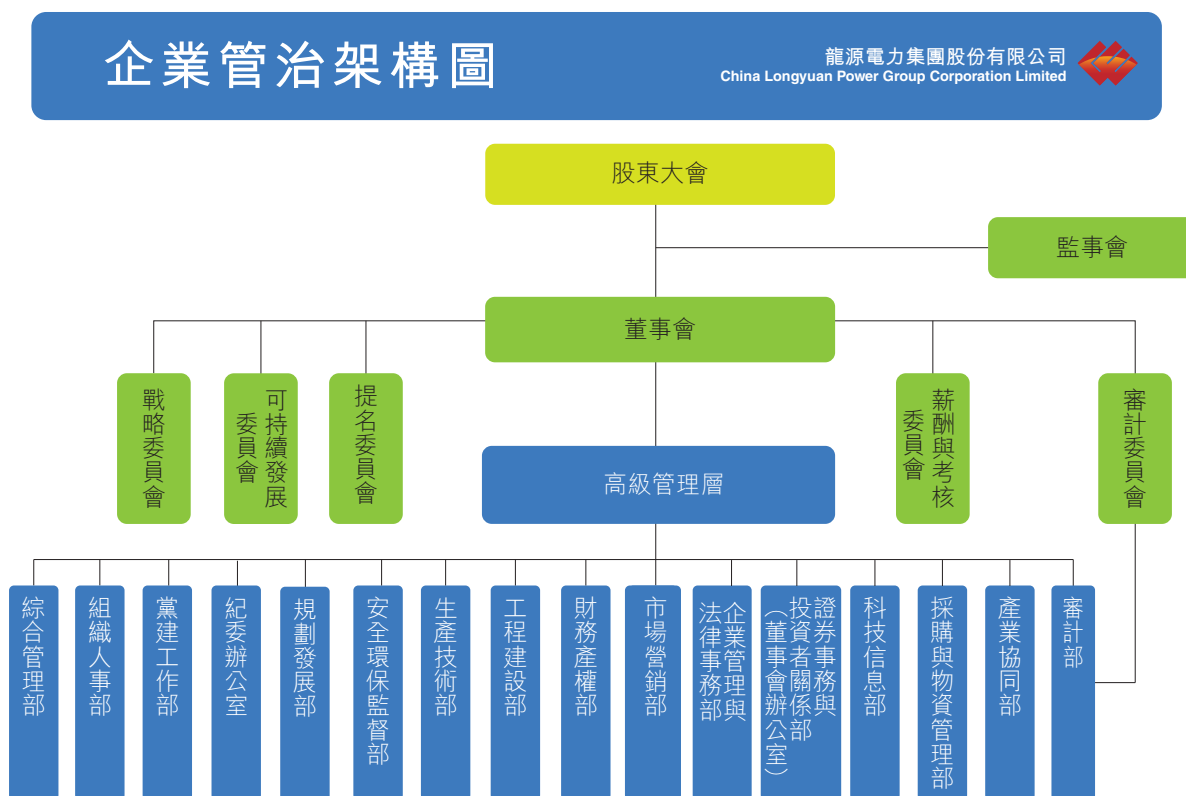 企業管治架構圖
龍源電力集團股份有限公司
China Longyuan Power Group Corporation Limited
股東大會
監事會
董事會
戰略委員會
可持續發展
委員會
提名委員會
薪酬與考核
委員會
審計委員會
高級管理層
綜合管理部
組織人事部
黨建工作部
紀委辦公室
規劃發展部
安全環保監督部
生產技術部
工程建設部
財務產權部
市場營銷部
企業管理與
法律事務部
證券事務與
投資者關係部
（董事會辦公室）
科技信息部
採購與物資管理部
產業協同部
審計部